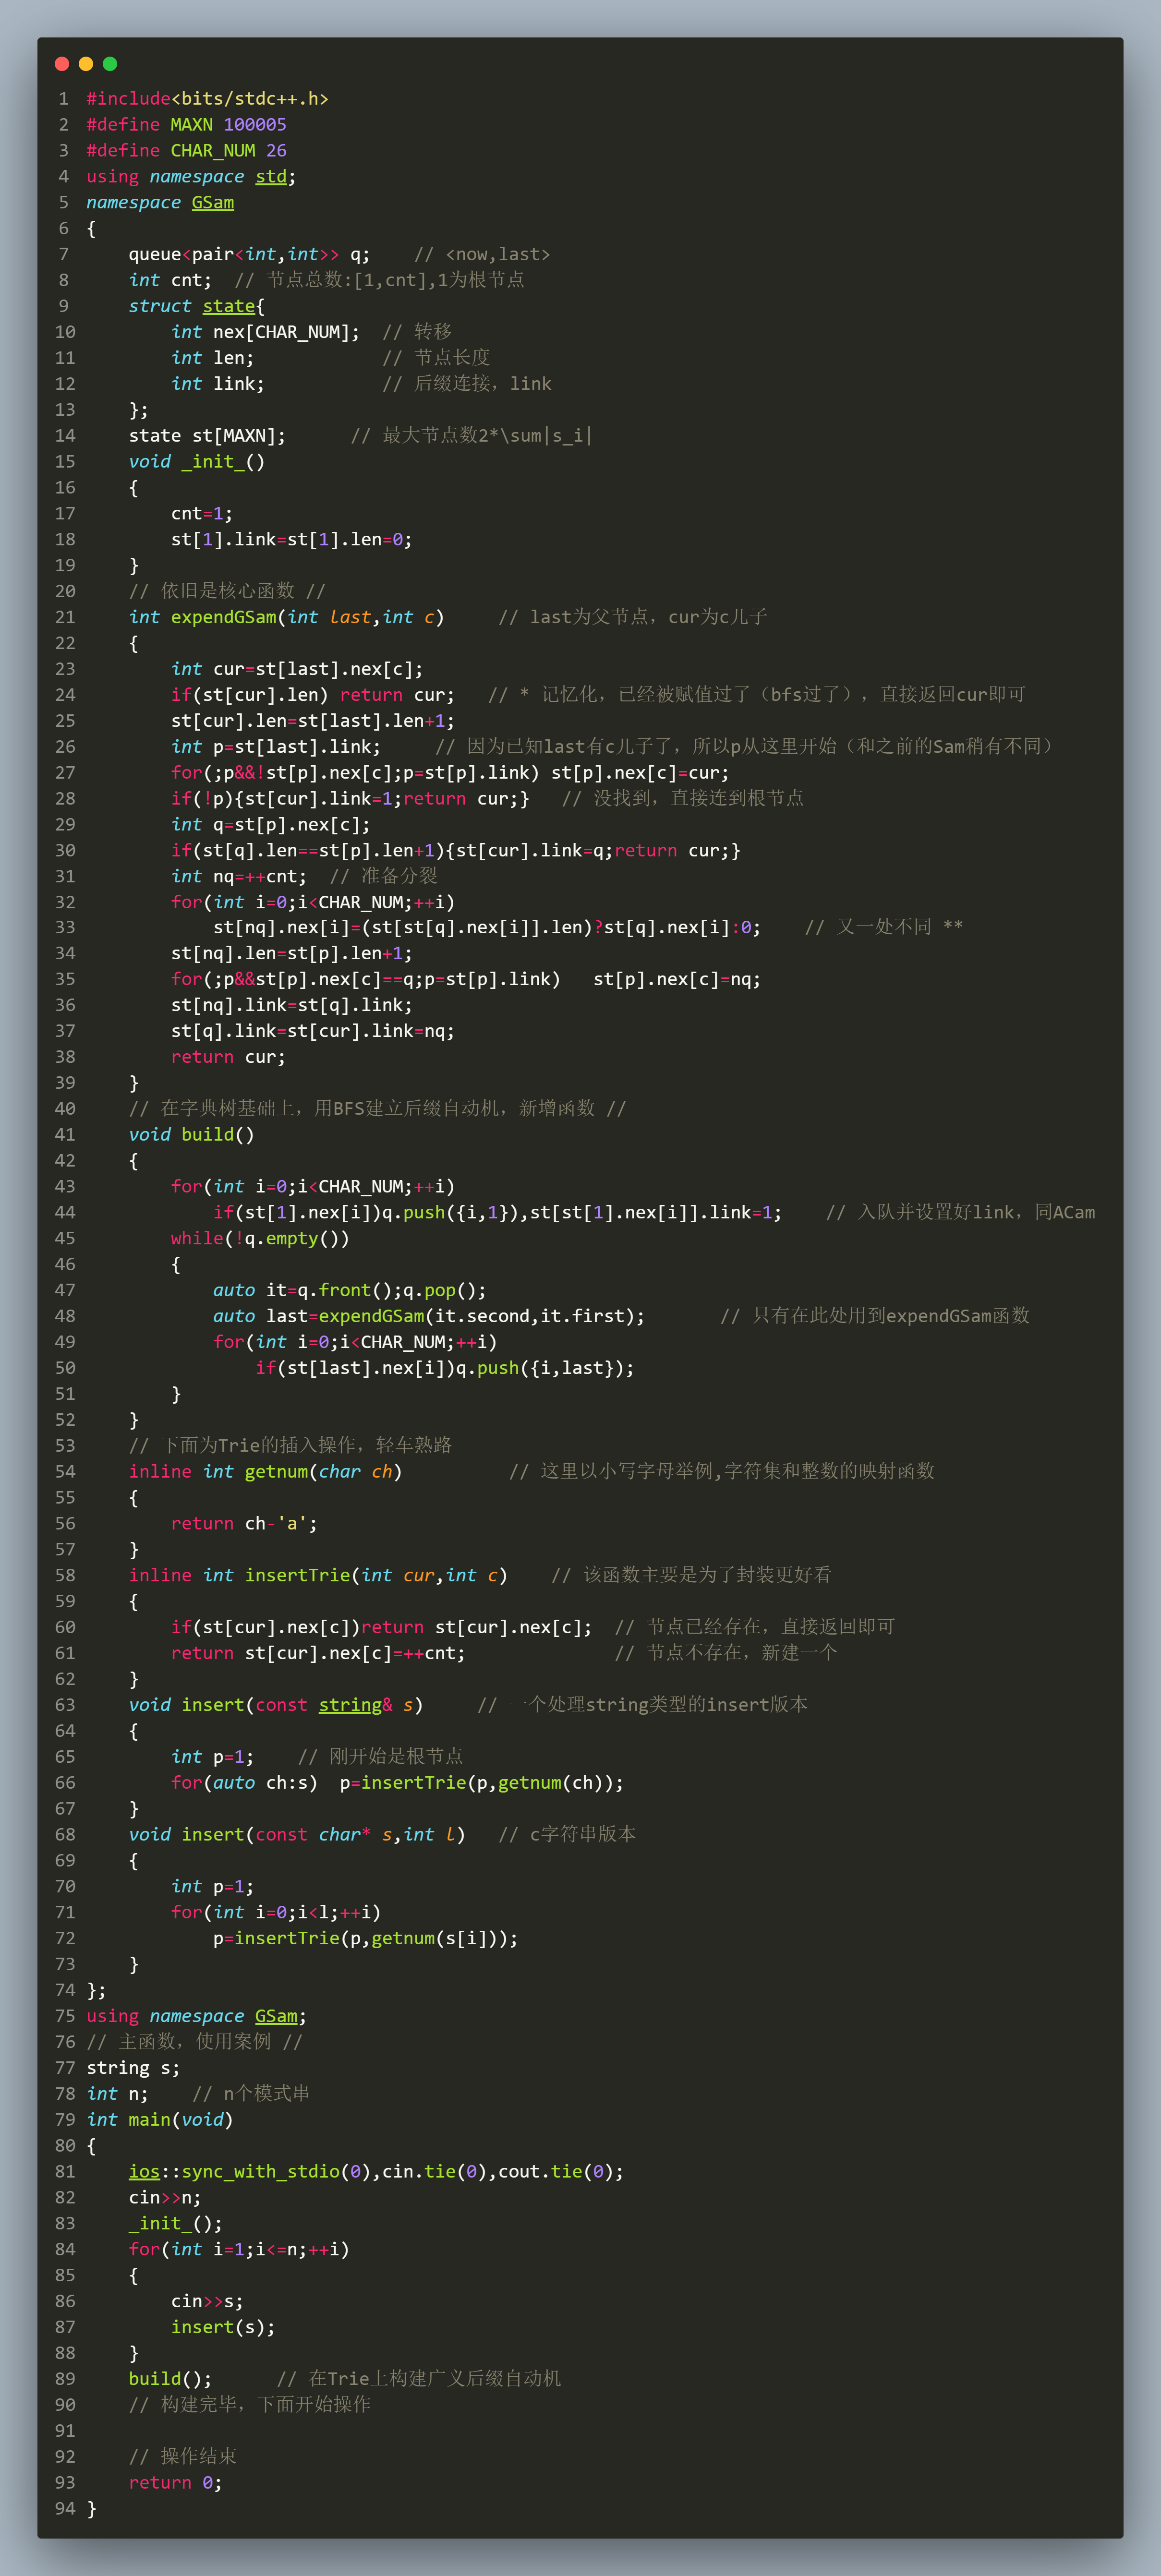 1 #include<bits/stdc++.h>
2 #define MAXN 100005
3 #define CHAR_NUM 26
4 using namespace std;
5 namespace GSam
6 {
7     queue<pair<int,int>> q;    // <now,last>
8     int cnt;  // 节点总数:[1,cnt],1为根节点
9     struct state{
10         int nex[CHAR_NUM];  // 转移
11         int len;            // 节点长度
12         int link;           // 后缀连接，link
13     };
14     state st[MAXN];      // 最大节点数2*\sum|s_i|
15     void _init_()
16     {
17         cnt=1;
18         st[1].link=st[1].len=0;
19     }
20     // 依旧是核心函数 //
21     int expendGSam(int last,int c)     // last为父节点，cur为c儿子
22     {
23         int cur=st[last].nex[c];
24         if(st[cur].len) return cur;   // * 记忆化，已经被赋值过了（bfs过了），直接返回cur即可
25         st[cur].len=st[last].len+1;
26         int p=st[last].link;     // 因为已知last有c儿子了，所以p从这里开始（和之前的Sam稍有不同）
27         for(;p&&!st[p].nex[c];p=st[p].link) st[p].nex[c]=cur;
28         if(!p){st[cur].link=1;return cur;}   // 没找到，直接连到根节点
29         int q=st[p].nex[c];
30         if(st[q].len==st[p].len+1){st[cur].link=q;return cur;}
31         int nq=++cnt;  // 准备分裂
32         for(int i=0;i<CHAR_NUM;++i)
33             st[nq].nex[i]=(st[st[q].nex[i]].len)?st[q].nex[i]:0;    // 又一处不同 **
34         st[nq].len=st[p].len+1;
35         for(;p&&st[p].nex[c]==q;p=st[p].link)   st[p].nex[c]=nq;
36         st[nq].link=st[q].link;
37         st[q].link=st[cur].link=nq;
38         return cur;
39     }
40     // 在字典树基础上，用BFS建立后缀自动机，新增函数 //
41     void build()
42     {
43         for(int i=0;i<CHAR_NUM;++i)
44             if(st[1].nex[i])q.push({i,1}),st[st[1].nex[i]].link=1;    // 入队并设置好link，同ACam
45         while(!q.empty())
46         {
47             auto it=q.front();q.pop();
48             auto last=expendGSam(it.second,it.first);       // 只有在此处用到expendGSam函数
49             for(int i=0;i<CHAR_NUM;++i)
50                 if(st[last].nex[i])q.push({i,last});
51         }
52     }
53     // 下面为Trie的插入操作，轻车熟路
54     inline int getnum(char ch)          // 这里以小写字母举例,字符集和整数的映射函数
55     {
56         return ch-'a';
57     }
58     inline int insertTrie(int cur,int c)    // 该函数主要是为了封装更好看
59     {
60         if(st[cur].nex[c])return st[cur].nex[c];  // 节点已经存在，直接返回即可
61         return st[cur].nex[c]=++cnt;              // 节点不存在，新建一个
62     }
63     void insert(const string& s)     // 一个处理string类型的insert版本
64     {
65         int p=1;    // 刚开始是根节点
66         for(auto ch:s)  p=insertTrie(p,getnum(ch));
67     }
68     void insert(const char* s,int l)   // c字符串版本
69     {
70         int p=1;
71         for(int i=0;i<l;++i)
72             p=insertTrie(p,getnum(s[i]));
73     }
74 };
75 using namespace GSam;
76 // 主函数，使用案例 //
77 string s;
78 int n;    // n个模式串
79 int main(void)
80 {
81     ios::sync_with_stdio(0),cin.tie(0),cout.tie(0);
82     cin>>n;
83     _init_();
84     for(int i=1;i<=n;++i)
85     {
86         cin>>s;
87         insert(s);
88     }
89     build();      // 在Trie上构建广义后缀自动机
90     // 构建完毕，下面开始操作
91
92     // 操作结束
93     return 0;
94 }